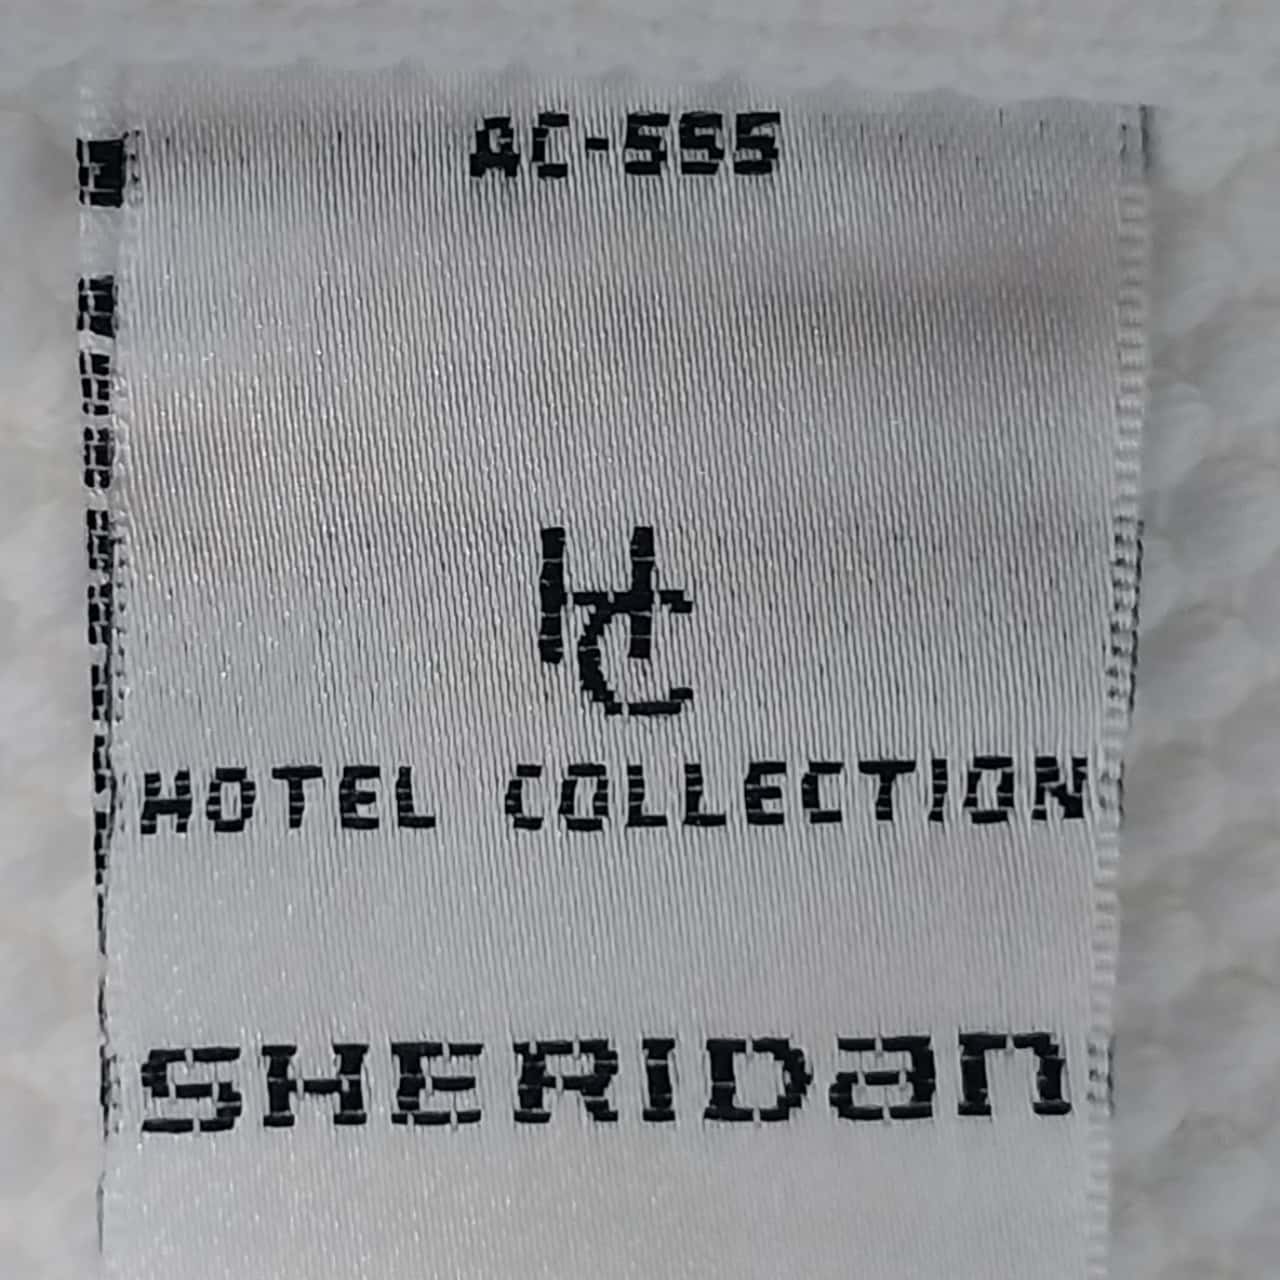 AC-555
HC
HOTEL COLLECTION
SHERIDan